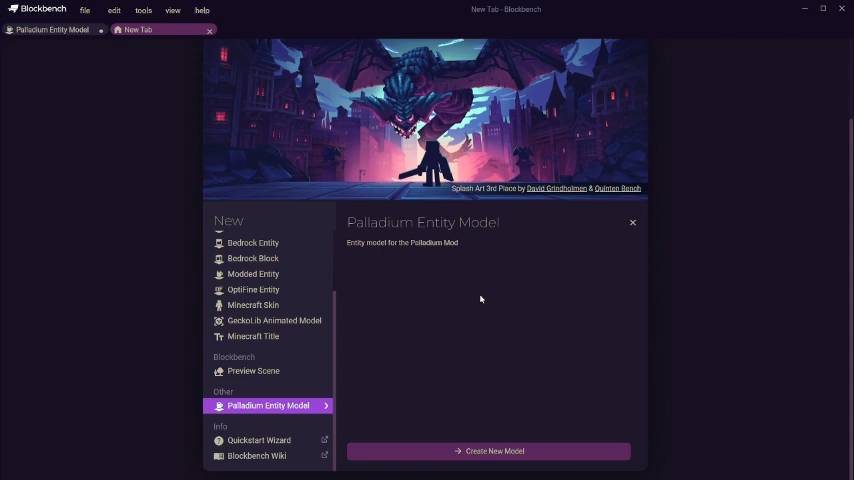 Blockbench file edit tools view help New Tab - Blockbench
Palladium Entity Model New Tab
Splash Art 3rd Place by David Grindholmen & Quinten Bench
New
Bedrock Entity
Bedrock Block
Modded Entity
OptiFine Entity
Minecraft Skin
GeckoLib Animated Model
Minecraft Title
Blockbench
Preview Scene
Other
Palladium Entity Model
Info
Quickstart Wizard
Blockbench Wiki
Palladium Entity Model
Entity model for the Palladium Mod
Create New Model